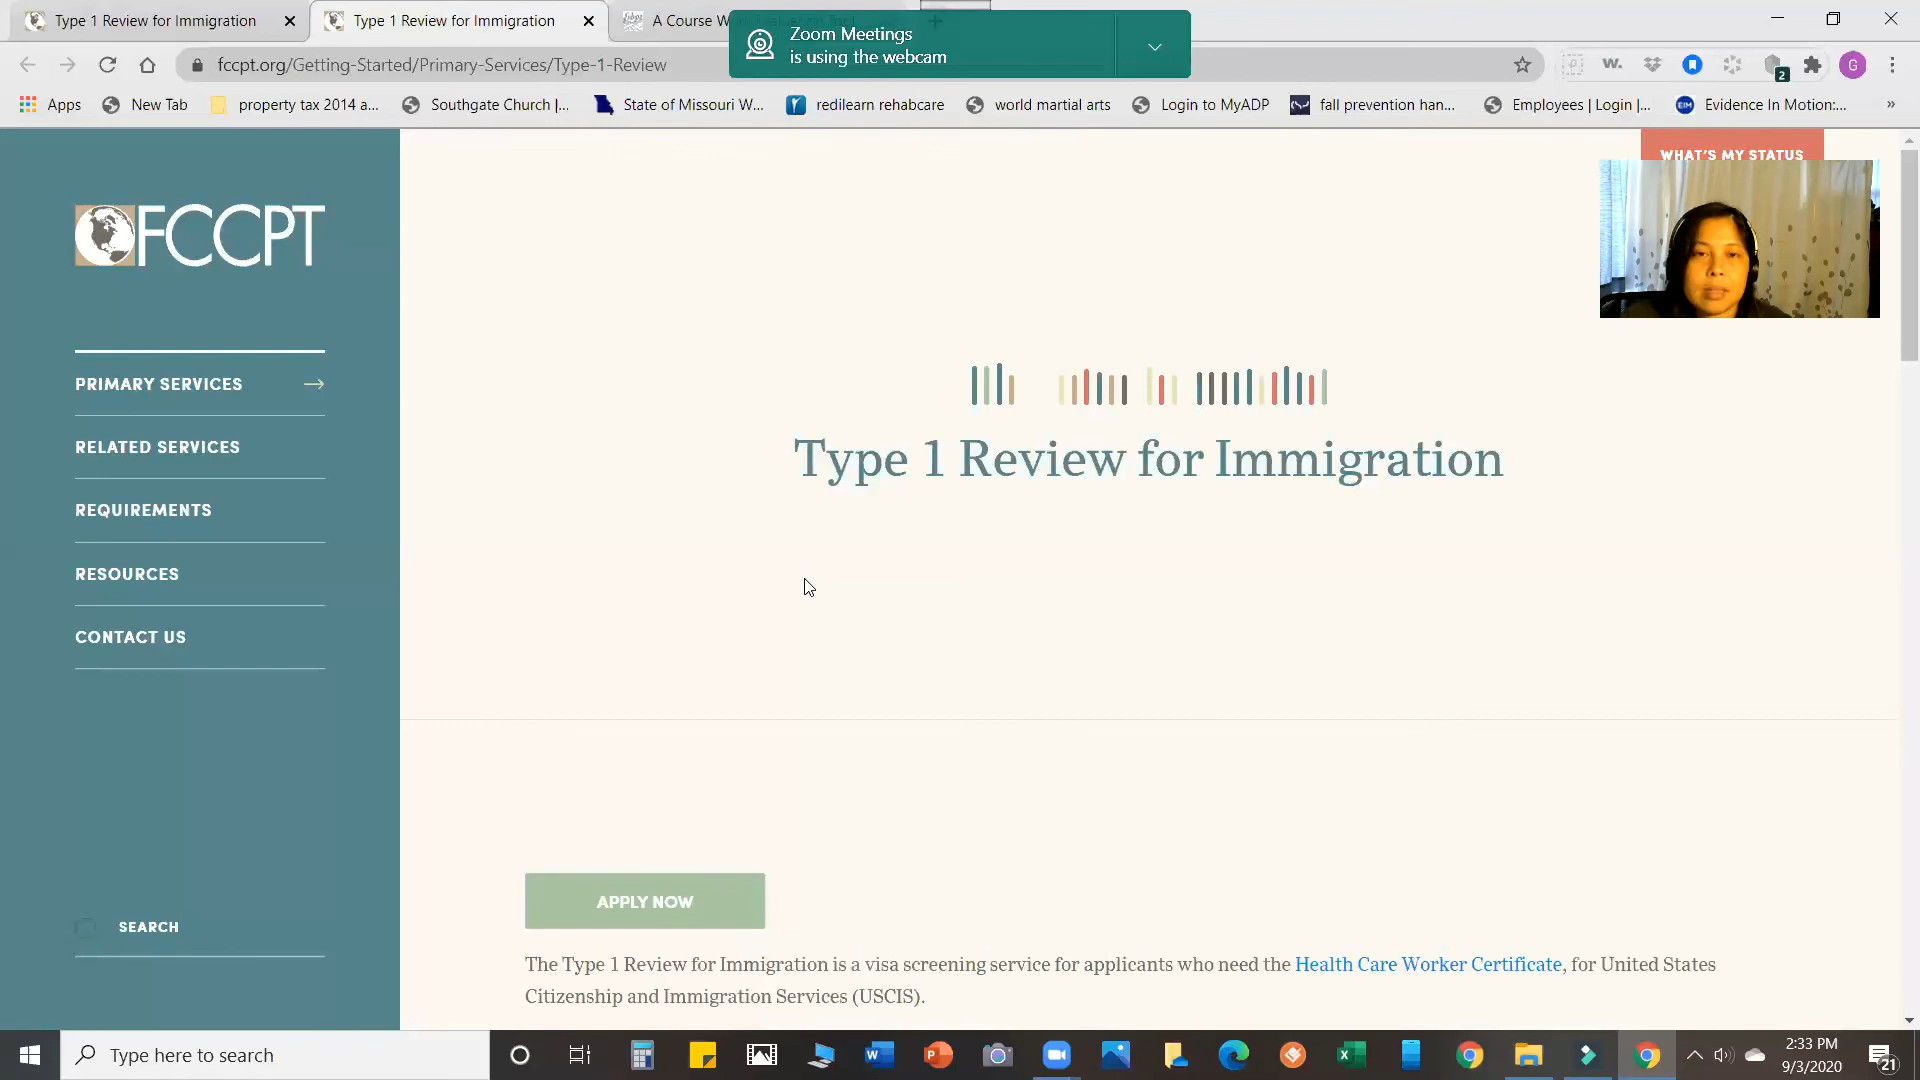 Type 1 Review for Immigration
Type 1 Review for Immigration
A Course W
Zoom Meetings
is using the webcam
fccpt.org/Getting-Started/Primary-Services/Type-1-Review
W.
2
G
Apps
New Tab
property tax 2014 a...
Southgate Church |...
State of Missouri W...
redilearn rehabcare
world martial arts
Login to MyADP
fall prevention han...
Employees | Login |...
EIM
Evidence In Motion:...
»
WHAT'S MY STATUS
FCCPT
PRIMARY SERVICES
RELATED SERVICES
REQUIREMENTS
RESOURCES
CONTACT US
SEARCH
Type 1 Review for Immigration
APPLY NOW
The Type 1 Review for Immigration is a visa screening service for applicants who need the Health Care Worker Certificate, for United States
Citizenship and Immigration Services (USCIS).
Type here to search
2:33 PM
9/3/2020
21